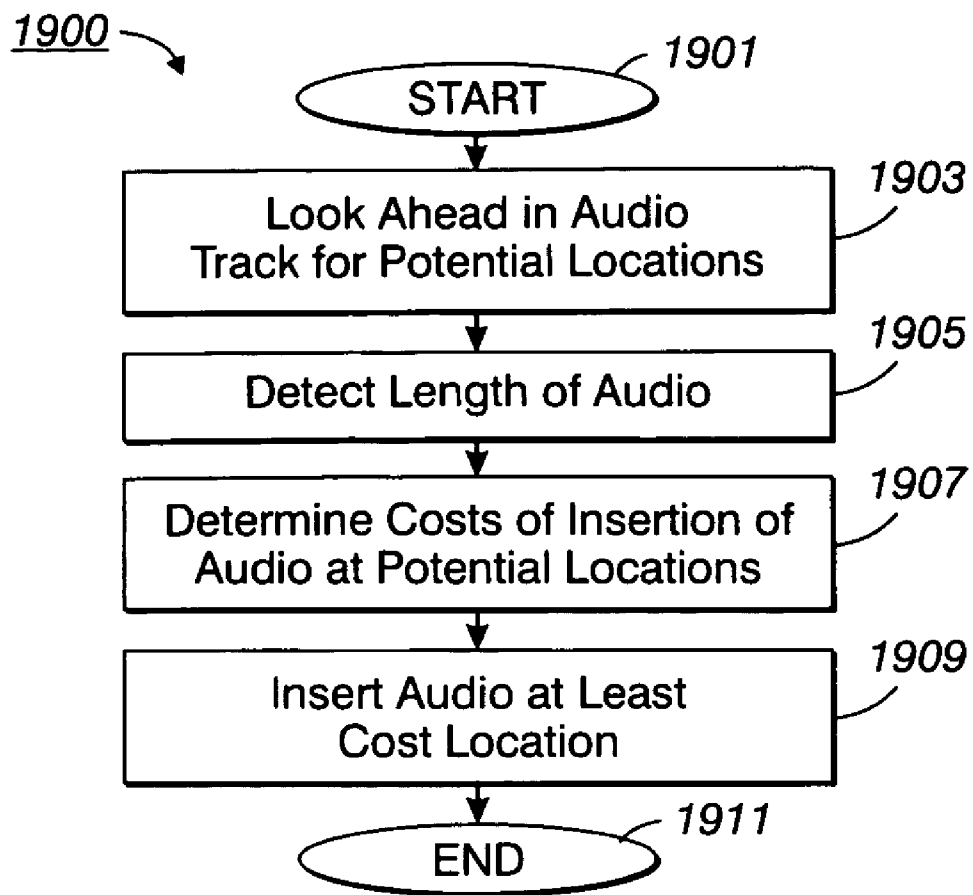 1900
1901
START
1903
Look Ahead in Audio
Track for Potential Locations
1905
Detect Length of Audio
1907
Determine Costs of Insertion of
Audio at Potential Locations
1909
Insert Audio at Least
Cost Location
1911
END